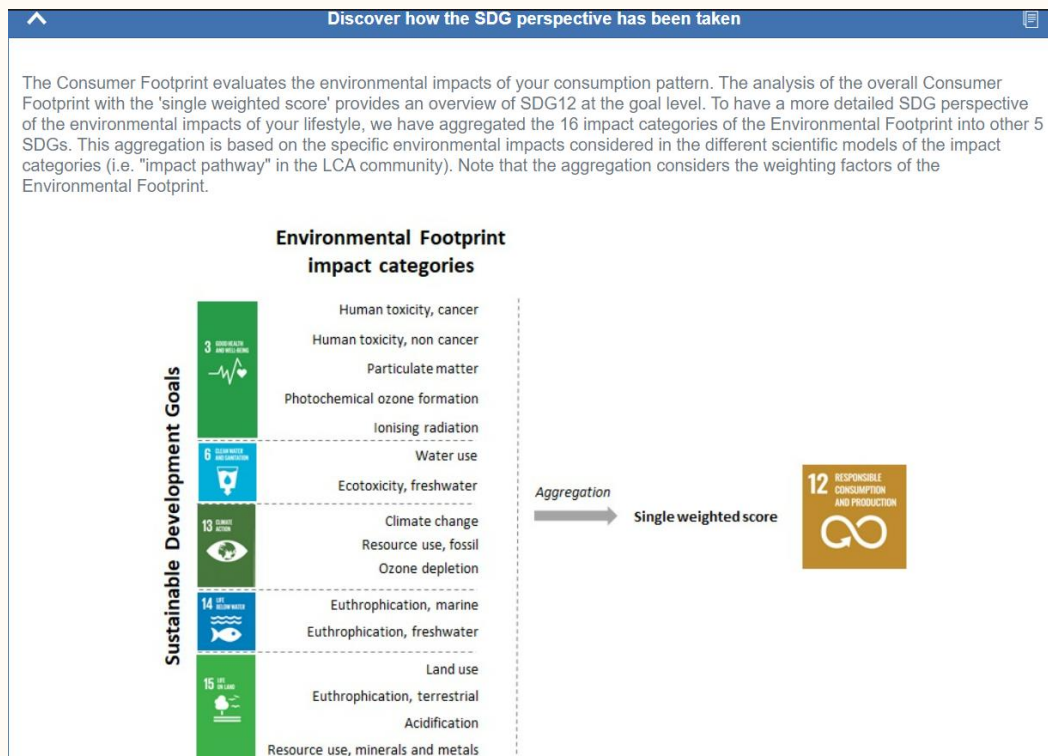 Discover how the SDG perspective has been taken
The Consumer Footprint evaluates the environmental impacts of your consumption pattern. The analysis of the overall Consumer
Footprint with the 'single weighted score' provides an overview of SDG12 at the goal level. To have a more detailed SDG perspective
of the environmental impacts of your lifestyle, we have aggregated the 16 impact categories of the Environmental Footprint into other 5
SDGs. This aggregation is based on the specific environmental impacts considered in the different scientific models of the impact
categories (i.e. "impact pathway" in the LCA community). Note that the aggregation considers the weighting factors of the
Environmental Footprint.
Environmental Footprint
impact categories
Sustainable Development Goals
3 GOOD HEALTH
AND WELL-BEING
Human toxicity, cancer
Human toxicity, non cancer
Particulate matter
Photochemical ozone formation
Ionising radiation
6 CLEAN WATER
AND SANITATION
Water use
Ecotoxicity, freshwater
13 CLIMATE
ACTION
Climate change
Resource use, fossil
Ozone depletion
14 LIFE
BELOW WATER
Euthrophication, marine
Euthrophication, freshwater
15 LIFE
ON LAND
Land use
Euthrophication, terrestrial
Acidification
Resource use, minerals and metals
Aggregation
Single weighted score
12 RESPONSIBLE
CONSUMPTION
AND PRODUCTION